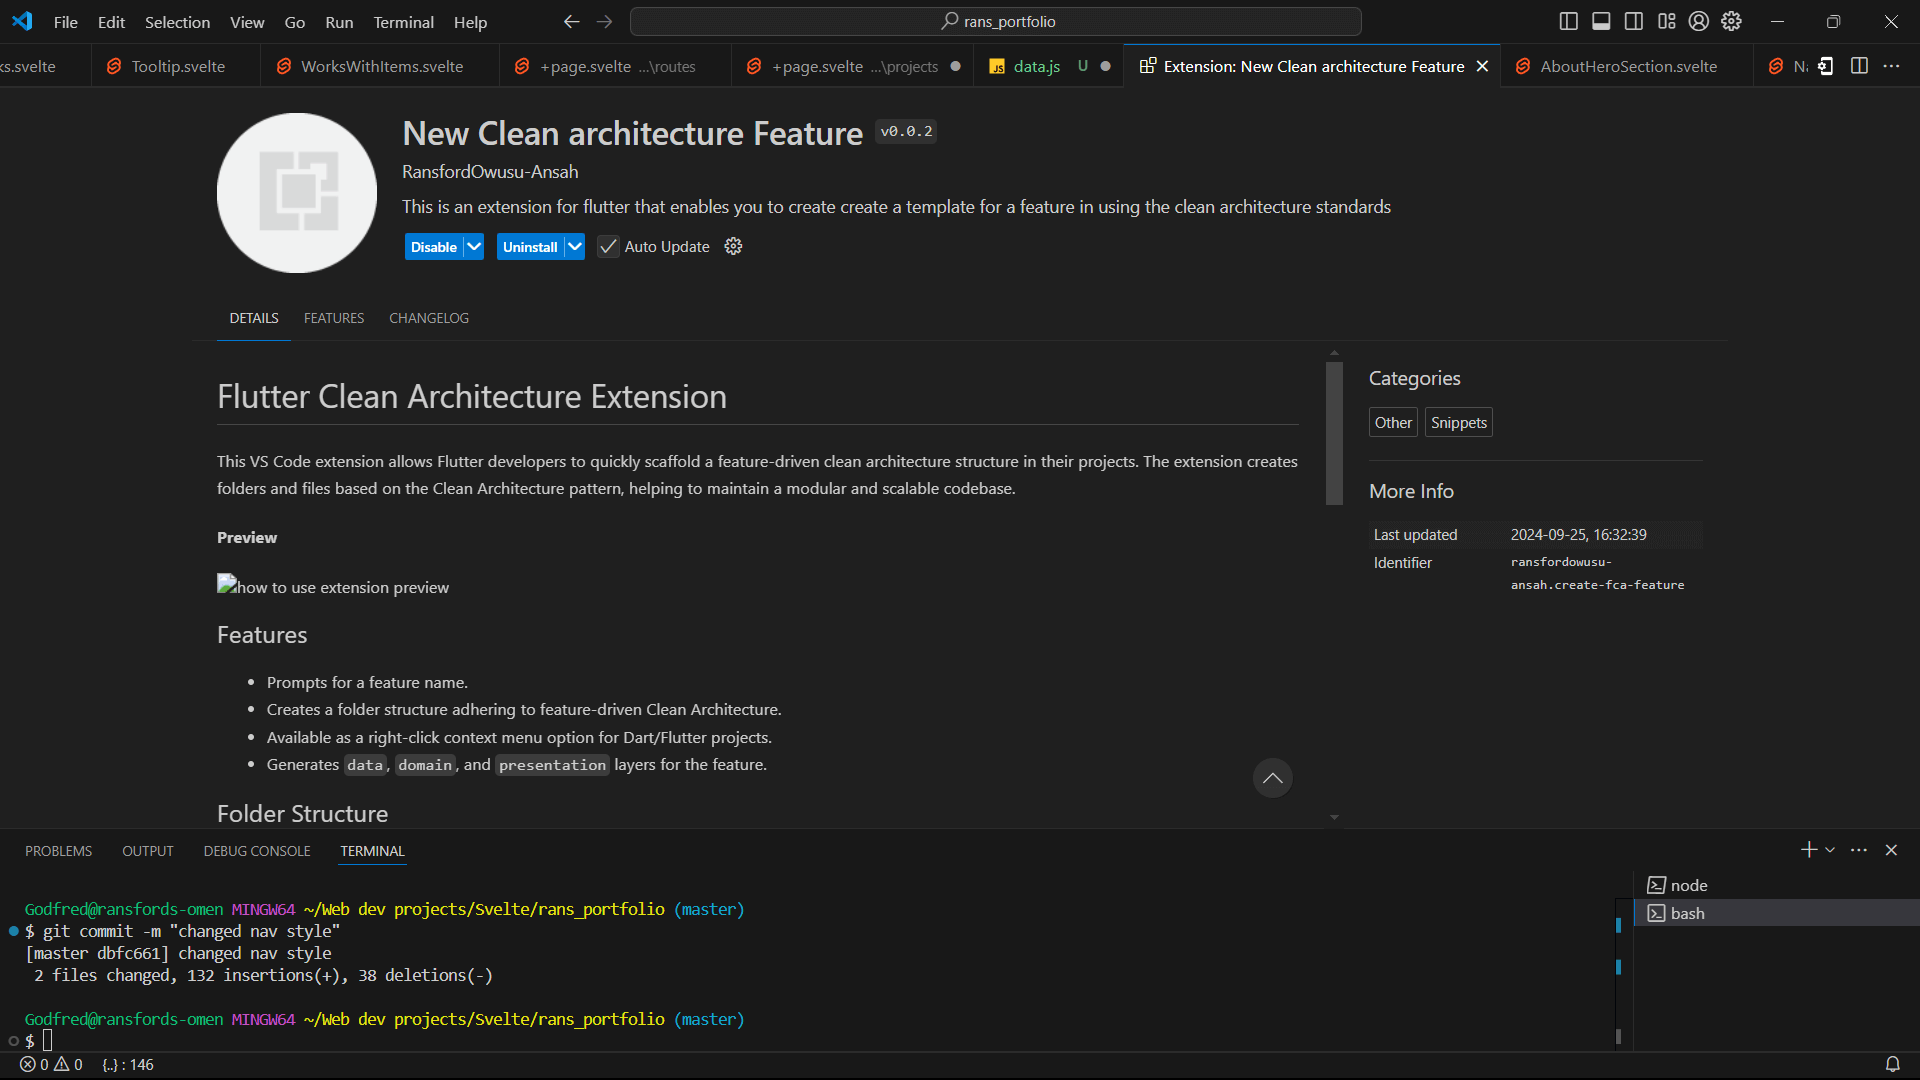 File Edit Selection View Go Run Terminal Help
rans_portfolio
ks.svelte
Tooltip.svelte
WorksWithItems.svelte
+page.svelte ...\routes
+page.svelte ...\projects
data.js U
Extension: New Clean architecture Feature
AboutHeroSection.svelte
New Clean architecture Feature v0.0.2
RansfordOwusu-Ansah
This is an extension for flutter that enables you to create create a template for a feature in using the clean architecture standards
Disable Uninstall Auto Update
DETAILS FEATURES CHANGELOG
Flutter Clean Architecture Extension
This VS Code extension allows Flutter developers to quickly scaffold a feature-driven clean architecture structure in their projects. The extension creates
folders and files based on the Clean Architecture pattern, helping to maintain a modular and scalable codebase.
Preview
how to use extension preview
Features
• Prompts for a feature name.
• Creates a folder structure adhering to feature-driven Clean Architecture.
• Available as a right-click context menu option for Dart/Flutter projects.
• Generates data, domain, and presentation layers for the feature.
Folder Structure
Categories
Other Snippets
More Info
Last updated 2024-09-25, 16:32:39
Identifier ransfordowusu-
ansah.create-fca-feature
PROBLEMS OUTPUT DEBUG CONSOLE TERMINAL
Godfred@ransfords-omen MINGW64 ~/Web dev projects/Svelte/rans_portfolio (master)
$ git commit -m "changed nav style"
[master dbfc661] changed nav style
2 files changed, 132 insertions(+), 38 deletions(-)
Godfred@ransfords-omen MINGW64 ~/Web dev projects/Svelte/rans_portfolio (master)
$
node
bash
0 0 {..} : 146